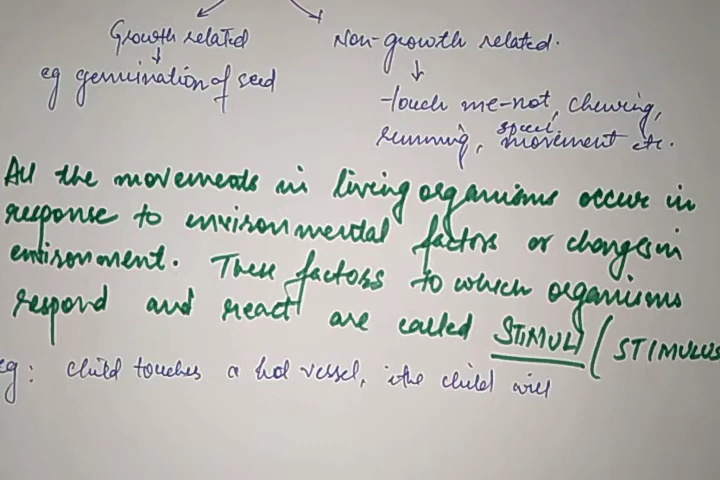 Growth related
Non-growth related.
eg germination of seed
touch me-not, chewing,
running, movement etc.
All the movements in living organisms occur in
response to environmental factors or changes in
environment. These factors to which organisms
respond and react are called STIMULI (STIMULUS
eg: child touches a hot vessel, the child will